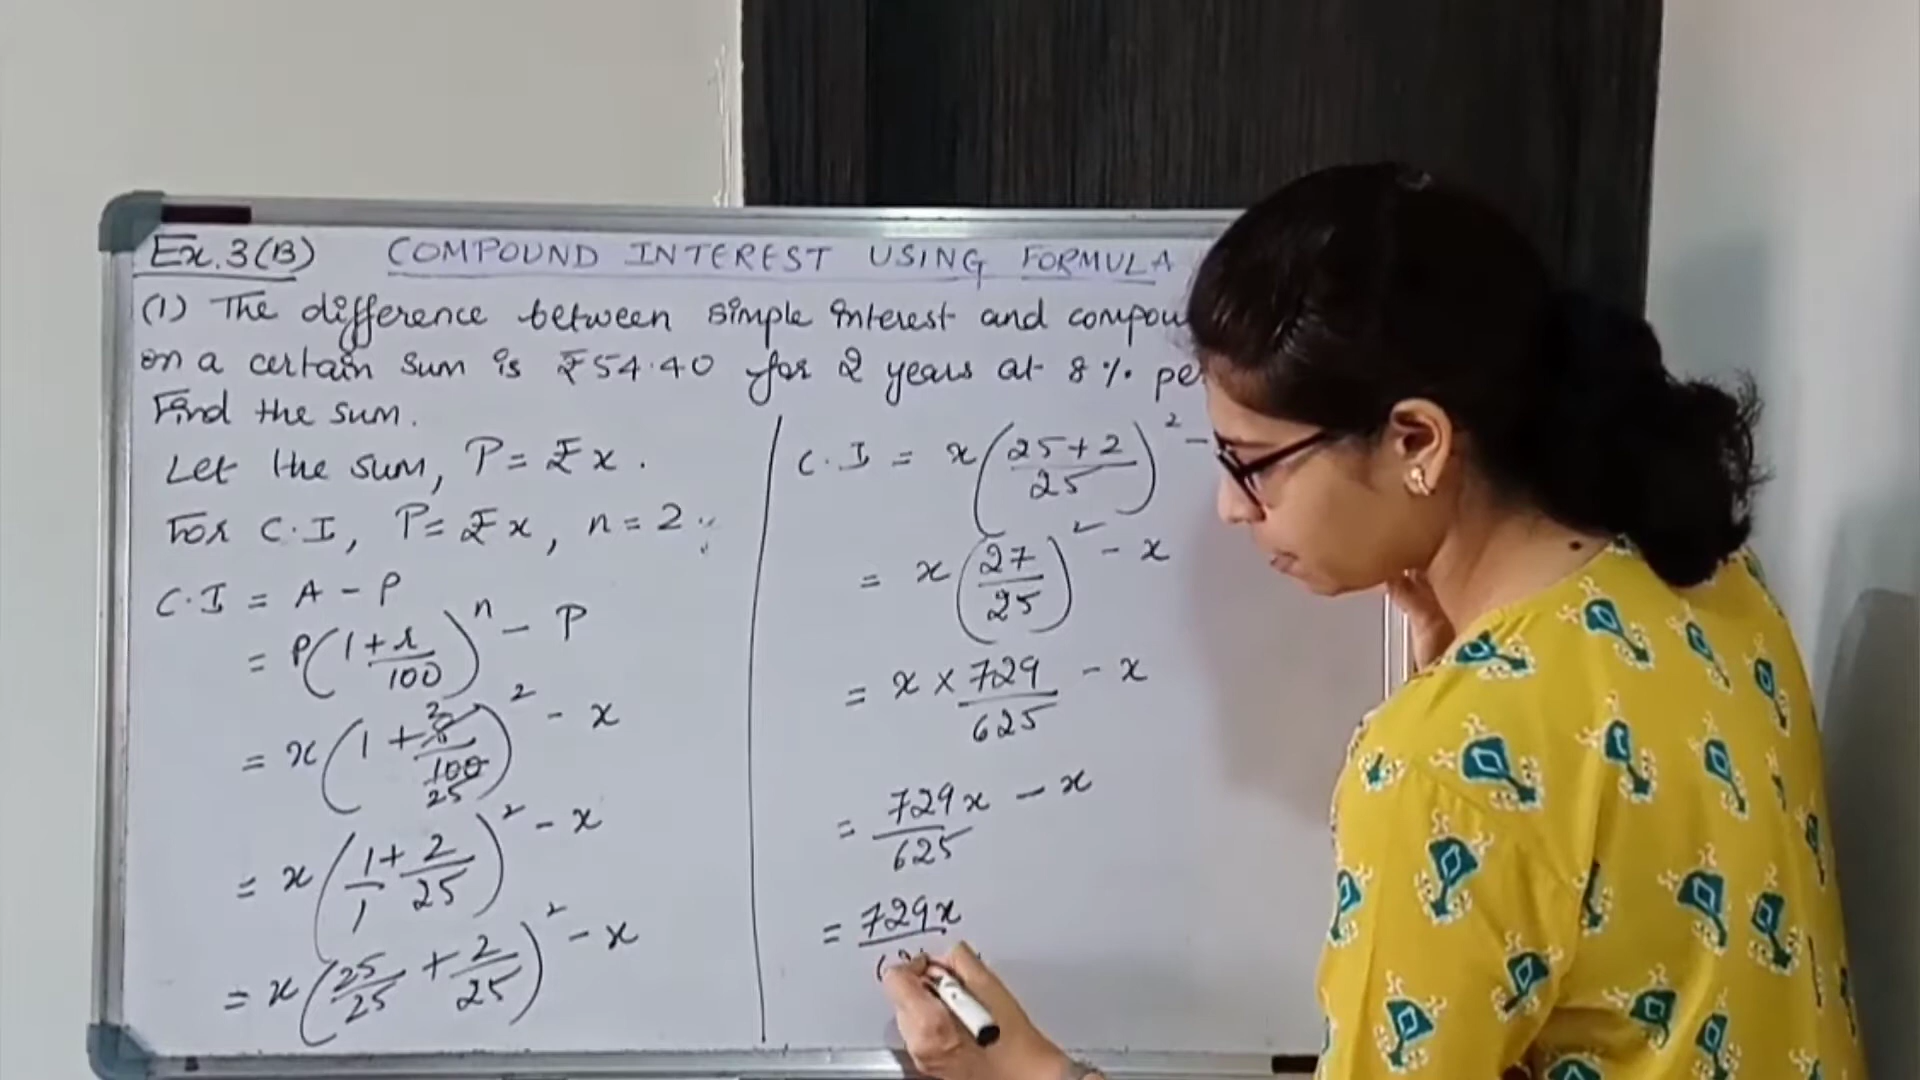 Ex. 3(B) COMPOUND INTEREST USING FORMULA
(1) The difference between simple interest and compou
on a certain sum is ₹54.40 for 2 years at 8% pe
Find the sum.
Let the sum, P = ₹x.
For C.I, P = ₹x, n = 2
C.I = A - P
= P(1 + r/100)^n - P
= x(1 + 8/100)^2 - x
2
25
= x(1/1 + 2/25)^2 - x
= x(25/25 + 2/25)^2 - x
C.I = x((25+2)/25)^2 -
= x(27/25)^2 - x
= x × 729/625 - x
= 729x/625 - x
= 729x